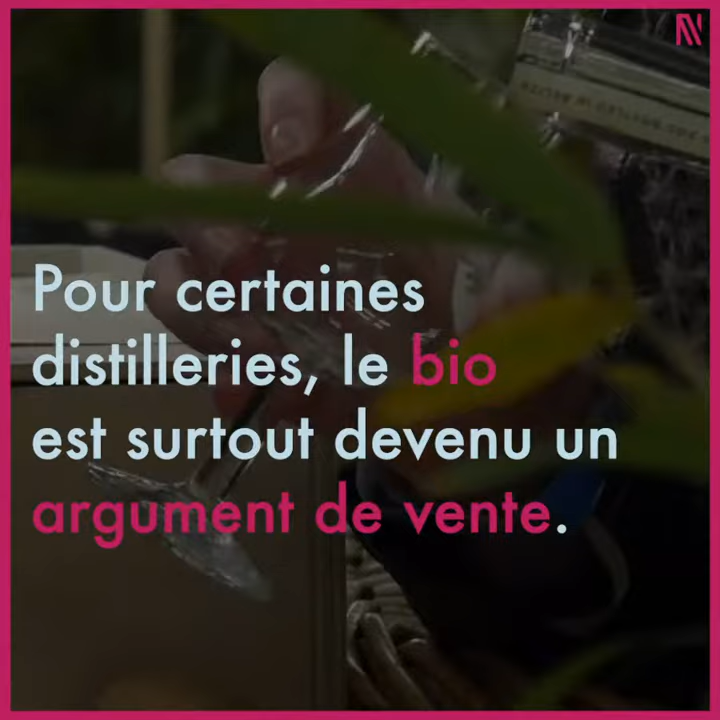 Pour certaines
distilleries, le bio
est surtout devenu un
argument de vente.